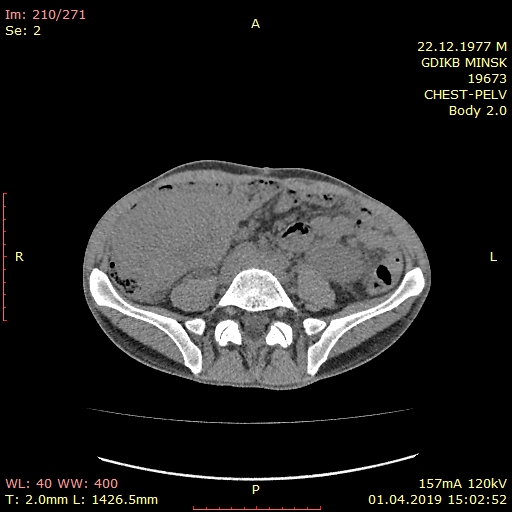 Im: 210/271
Se: 2
A
22.12.1977 M
GDIKB MINSK
19673
CHEST-PELV
Body 2.0
R
L
WL: 40 WW: 400
T: 2.0mm L: 1426.5mm
P
157mA 120kV
01.04.2019 15:02:52